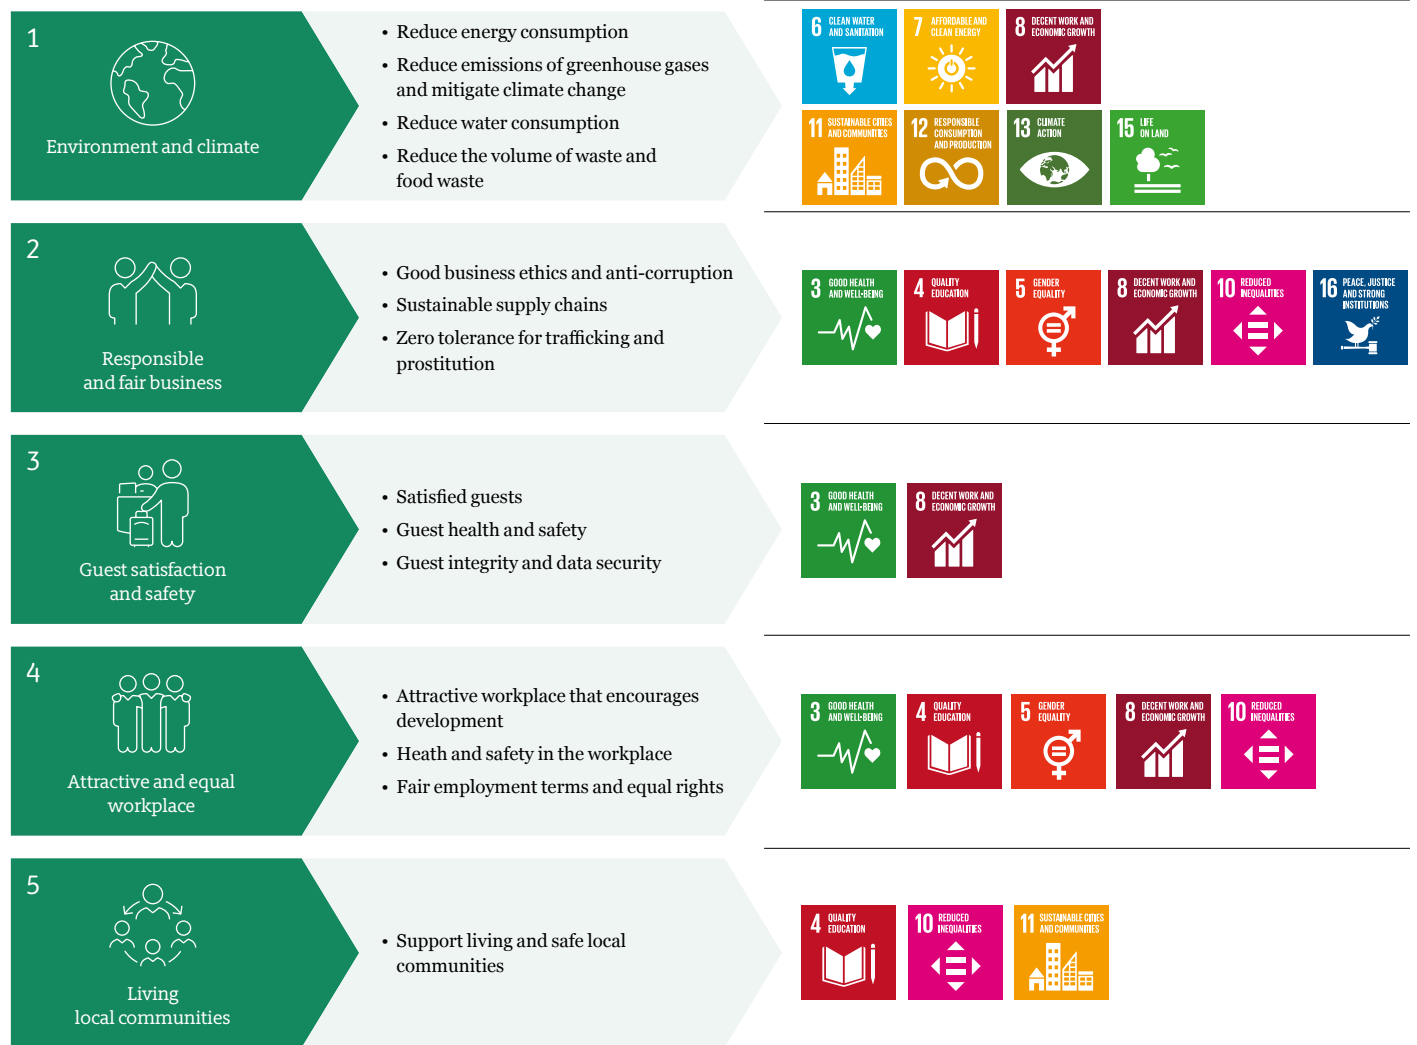 1
Environment and climate
• Reduce energy consumption
• Reduce emissions of greenhouse gases
and mitigate climate change
• Reduce water consumption
• Reduce the volume of waste and
food waste
6 CLEAN WATER
AND SANITATION
7 AFFORDABLE AND
CLEAN ENERGY
8 DECENT WORK AND
ECONOMIC GROWTH
11 SUSTAINABLE CITIES
AND COMMUNITIES
12 RESPONSIBLE
CONSUMPTION
AND PRODUCTION
13 CLIMATE
ACTION
15 LIFE
ON LAND
2
Responsible
and fair business
• Good business ethics and anti-corruption
• Sustainable supply chains
• Zero tolerance for trafficking and
prostitution
3 GOOD HEALTH
AND WELL-BEING
4 QUALITY
EDUCATION
5 GENDER
EQUALITY
8 DECENT WORK AND
ECONOMIC GROWTH
10 REDUCED
INEQUALITIES
16 PEACE, JUSTICE
AND STRONG
INSTITUTIONS
3
Guest satisfaction
and safety
• Satisfied guests
• Guest health and safety
• Guest integrity and data security
3 GOOD HEALTH
AND WELL-BEING
8 DECENT WORK AND
ECONOMIC GROWTH
4
Attractive and equal
workplace
• Attractive workplace that encourages
development
• Heath and safety in the workplace
• Fair employment terms and equal rights
3 GOOD HEALTH
AND WELL-BEING
4 QUALITY
EDUCATION
5 GENDER
EQUALITY
8 DECENT WORK AND
ECONOMIC GROWTH
10 REDUCED
INEQUALITIES
5
Living
local communities
• Support living and safe local
communities
4 QUALITY
EDUCATION
10 REDUCED
INEQUALITIES
11 SUSTAINABLE CITIES
AND COMMUNITIES